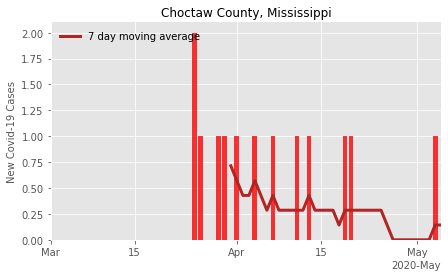 Choctaw County, Mississippi
7 day moving average
New Covid-19 Cases
2.00
1.75
1.50
1.25
1.00
0.75
0.50
0.25
0.00
Mar
15
Apr
15
May
2020-May